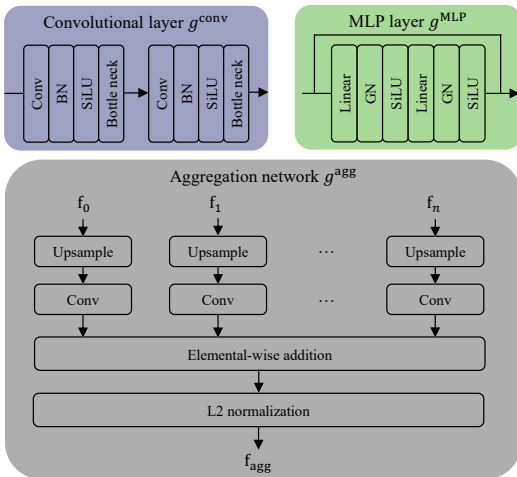 Convolutional layer g^conv
Conv
BN
SiLU
Bottle neck
Conv
BN
SiLU
Bottle neck
MLP layer g^MLP
Linear
GN
SiLU
Linear
GN
SiLU
Aggregation network g^agg
f_0 f_1 f_n
Upsample Upsample ... Upsample
Conv Conv ... Conv
Elemental-wise addition
L2 normalization
f_agg